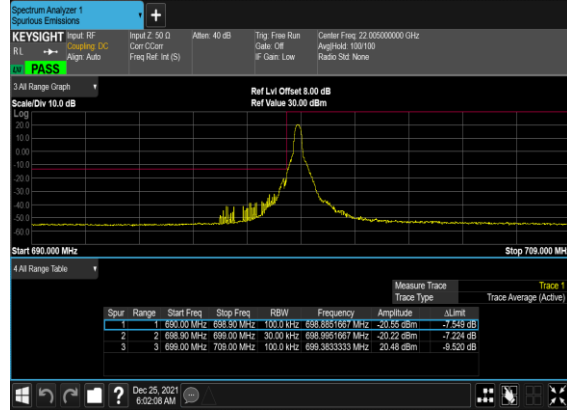 Spectrum Analyzer 1
Spurious Emissions
KEYSIGHT Input: RF Input Z: 50 Ω Atten: 40 dB Trig: Free Run Center Freq: 22.005000000 GHz
RL Coupling: DC Corr CCorr Gate: Off Avg|Hold: 100/100
Align: Auto Freq Ref: Int (S) IF Gain: Low Radio Std: None
PASS
3 All Range Graph Ref Lvl Offset 8.00 dB
Scale/Div 10.0 dB Ref Value 30.00 dBm
Log
20.0
10.0
0.00
-10.0
-20.0
-30.0
-40.0
-50.0
-60.0
Start 690.000 MHz Stop 709.000 MHz
4 All Range Table
Measure Trace Trace 1
Trace Type Trace Average (Active)
Spur Range Start Freq Stop Freq RBW Frequency Amplitude ΔLimit
1 1 690.00 MHz 698.90 MHz 100.0 kHz 698.8851667 MHz -20.55 dBm -7.549 dB
2 2 698.90 MHz 699.00 MHz 30.00 kHz 698.9951667 MHz -20.22 dBm -7.224 dB
3 3 699.00 MHz 709.00 MHz 100.0 kHz 699.3833333 MHz 20.48 dBm -9.520 dB
Dec 25, 2021
6:02:08 AM